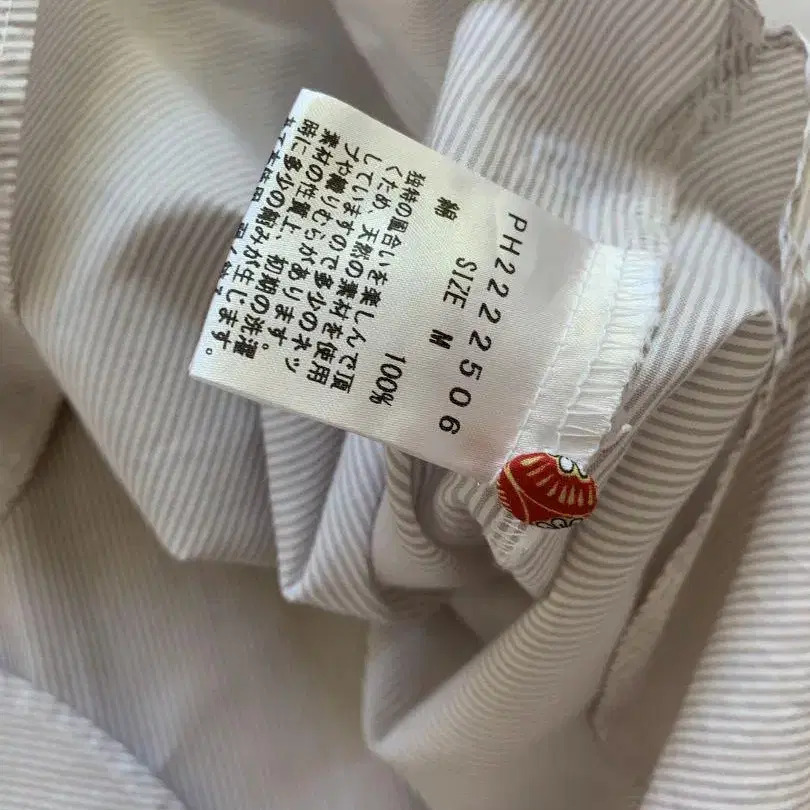 PH2222506
SIZE M
綿 100%
独特の風合いを楽しんで頂
くため、天然の素材を使用
していますので多少のネッ
プや織りむらがあります。
素材の性質上、初期の洗濯
時に多少の縮みが生じます。